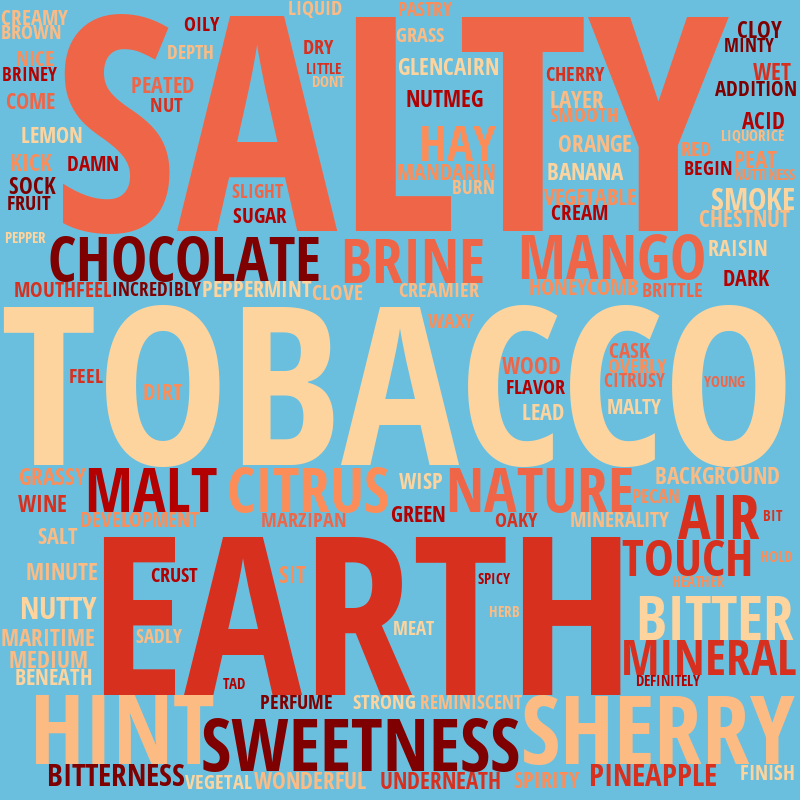 CREAMY
BROWN
OILY
LIQUID
PASTRY
CLOY
MINTY
DEPTH
DRY
GRASS
NICE
BRINEY
LITTLE
DONT
GLENCAIRN
CHERRY
WET
ADDITION
PEATED
NUT
COME
NUTMEG
LAYER
SMOOTH
ACID
LIQUORICE
SALTY
LEMON
HAY
ORANGE
RED
PEAT
KICK
DAMN
MANDARIN
BANANA
BEGIN
NUTTINESS
SOCK
FRUIT
SLIGHT
BURN
VEGETABLE
SMOKE
SUGAR
CREAM
CHESTNUT
PEPPER
CHOCOLATE
BRINE
MANGO
RAISIN
DARK
MOUTHFEEL
INCREDIBLY
PEPPERMINT
CLOVE
CREAMIER
HONEYCOMB
BRITTLE
WAXY
TOBACCO
CASK
OVERLY
WOOD
FEEL
DIRT
FLAVOR
CITRUSY
YOUNG
LEAD
MALTY
GRASSY
MALT
CITRUS
WISP
NATURE
BACKGROUND
WINE
PECAN
DEVELOPMENT
MARZIPAN
GREEN
OAKY
MINERALITY
AIR
BIT
SALT
TOUCH
HOLD
MINUTE
CRUST
SIT
EARTH
SPICY
HEATHER
NUTTY
HERB
BITTER
MARITIME
SADLY
MEAT
MEDIUM
MINERAL
BENEATH
TAD
DEFINITELY
HINT
PERFUME
STRONG
REMINISCENT
SHERRY
SWEETNESS
BITTERNESS
VEGETAL
WONDERFUL
UNDERNEATH
SPIRITY
PINEAPPLE
FINISH